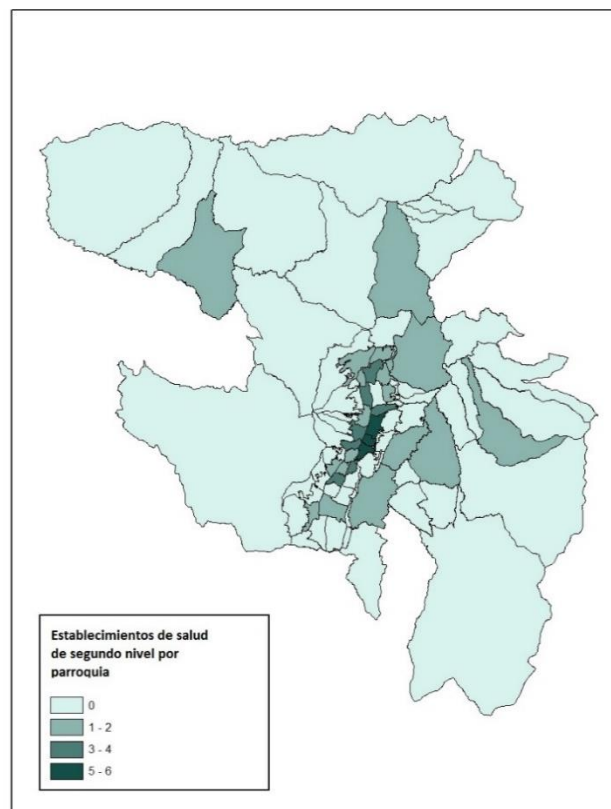 Establecimientos de salud
de segundo nivel por
parroquia
0
1 - 2
3 - 4
5 - 6